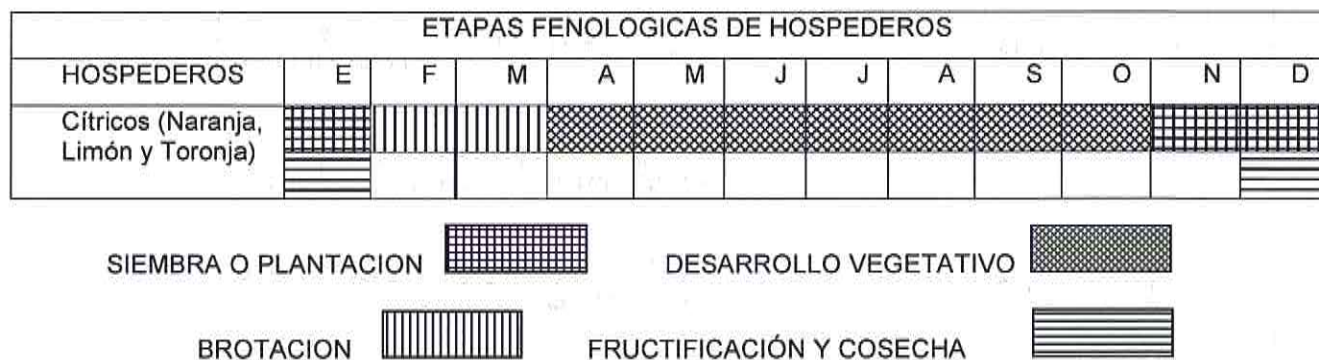 ETAPAS FENOLOGICAS DE HOSPEDEROS
HOSPEDEROS E F M A M J J A S O N D
Cítricos (Naranja,
Limón y Toronja)
SIEMBRA O PLANTACION DESARROLLO VEGETATIVO
BROTACION FRUCTIFICACIÓN Y COSECHA